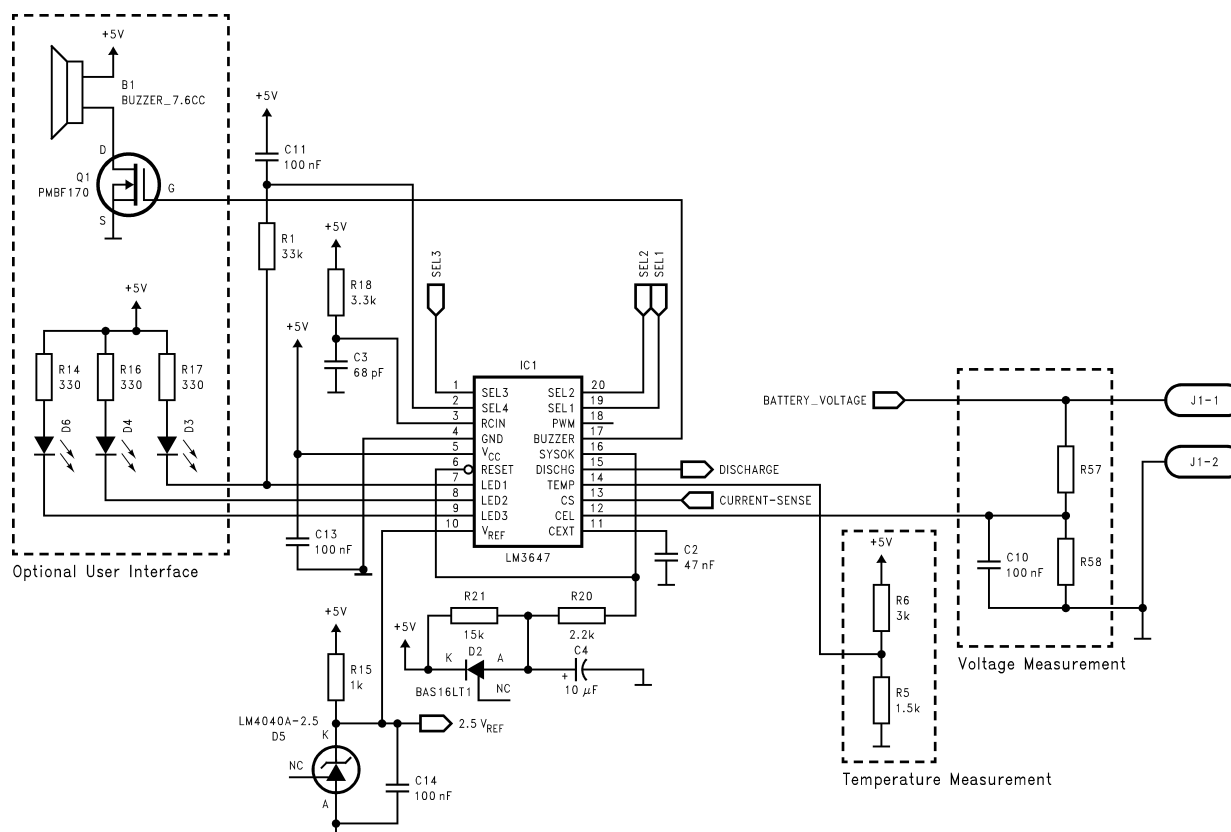 +5V
B1
BUZZER_7.6CC
D
Q1
PMBF170
G
S
+5V
C11
100 nF
R1
33k
+5V
R18
3.3k
C3
68 pF
+5V
+5V
R14
330
R16
330
R17
330
D6
D4
D3
Optional User Interface
C13
100 nF
SEL3
SEL2
SEL1
IC1
1 SEL3 SEL2 20
2 SEL4 SEL1 19
3 RCIN PWM 18
4 GND BUZZER 17
5 VCC SYSOK 16
6 RESET DISCHG 15
7 LED1 TEMP 14
8 LED2 CS 13
9 LED3 CEL 12
10 VREF CEXT 11
LM3647
DISCHARGE
CURRENT-SENSE
C2
47 nF
BATTERY_VOLTAGE
J1-1
J1-2
R57
R58
C10
100 nF
Voltage Measurement
+5V
R6
3k
R5
1.5k
Temperature Measurement
R21
15k
R20
2.2k
+5V
K
D2
A
BAS16LT1
NC
C4
+
10 μF
+5V
R15
1k
LM4040A-2.5
D5
K
NC
A
2.5 VREF
C14
100 nF